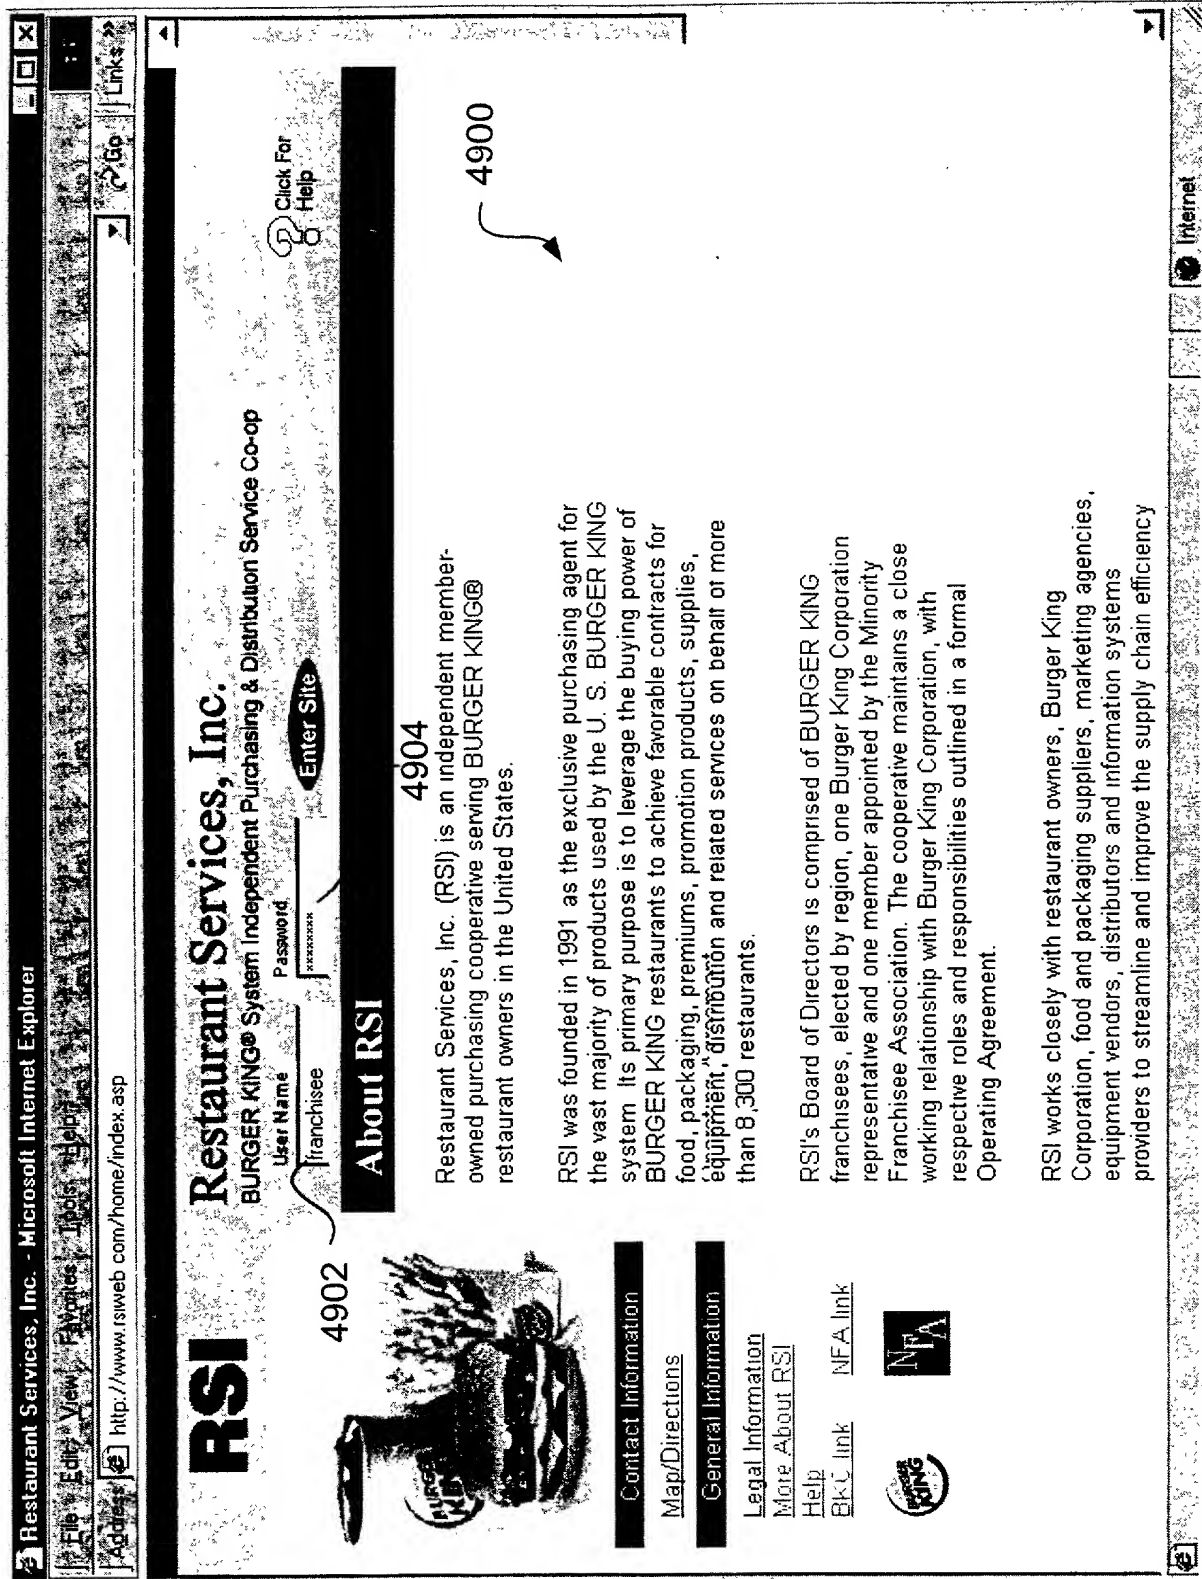 Restaurant Services, Inc. - Microsoft Internet Explorer
File Edit View Favorites Tools Help
Address http://www.rsiweb com/home/index.asp
Go Links »
RSI
Restaurant Services, Inc.
BURGER KING® System Independent Purchasing & Distribution Service Co-op
User Name
Password
franchisee
xxxxxxxx
Enter Site
? Click For
Help
4902
4904
4900
About RSI
BURGER
KING
Contact Information
Map/Directions
General Information
Legal Information
More About RSI
Help
BKC link NFA link
BURGER
KING
NFA
Restaurant Services, Inc. (RSI) is an independent member-
owned purchasing cooperative serving BURGER KING®
restaurant owners in the United States.
RSI was founded in 1991 as the exclusive purchasing agent for
the vast majority of products used by the U. S. BURGER KING
system Its primary purpose is to leverage the buying power of
BURGER KING restaurants to achieve favorable contracts for
food, packaging, premiums, promotion products, supplies,
equipment, distribution and related services on behalf of more
than 8,300 restaurants.
RSI's Board of Directors is comprised of BURGER KING
franchisees, elected by region, one Burger King Corporation
representative and one member appointed by the Minority
Franchisee Association. The cooperative maintains a close
working relationship with Burger King Corporation, with
respective roles and responsibilities outlined in a formal
Operating Agreement.
RSI works closely with restaurant owners, Burger King
Corporation, food and packaging suppliers, marketing agencies,
equipment vendors, distributors and information systems
providers to streamline and improve the supply chain efficiency
Internet